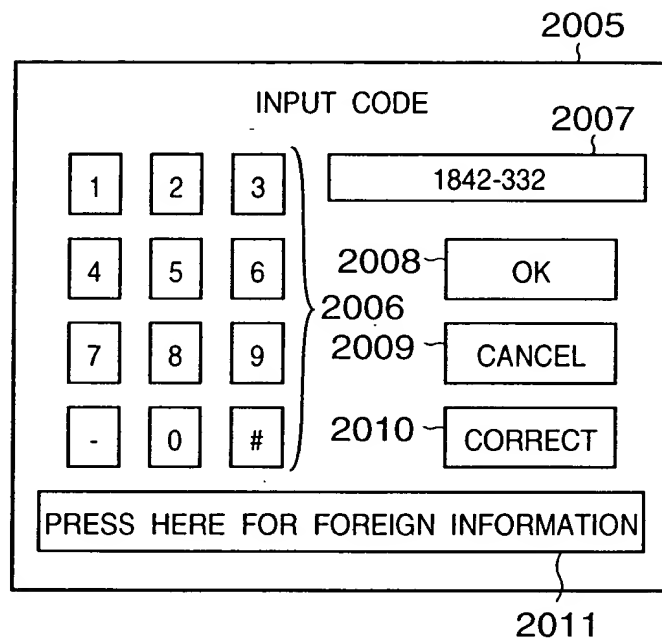 2005
INPUT CODE
2007
1 2 3
1842-332
4 5 6
2008
OK
2006
7 8 9
2009
CANCEL
- 0 #
2010
CORRECT
PRESS HERE FOR FOREIGN INFORMATION
2011